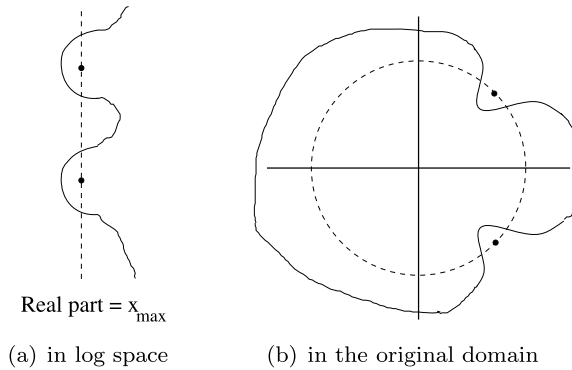 Real part = x_max
(a) in log space
(b) in the original domain